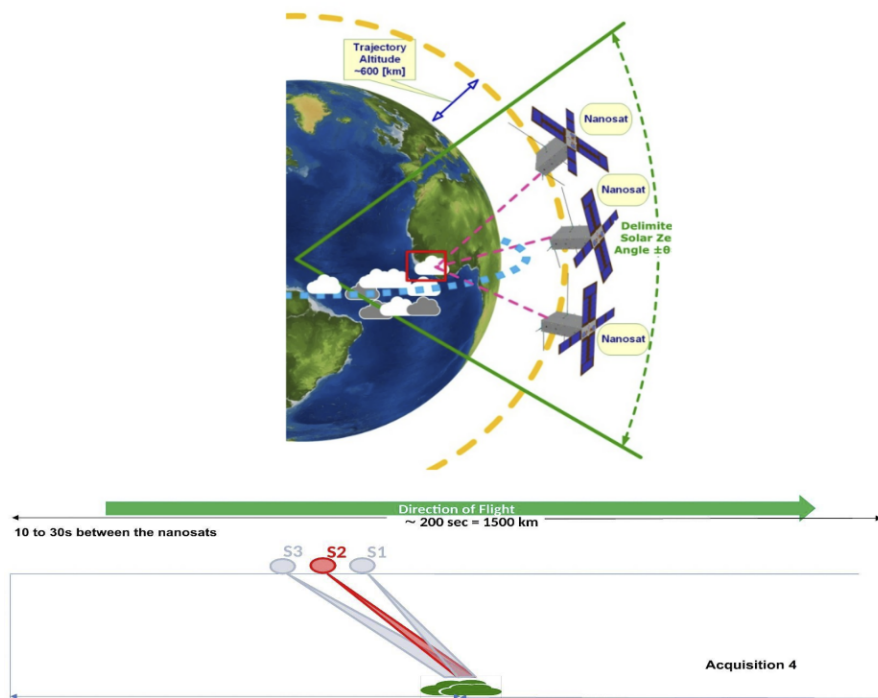 Trajectory
Altitude
~600 [km]
Nanosat
Nanosat
Delimite
Solar Ze
Angle ±θ
Nanosat
Direction of Flight
~ 200 sec = 1500 km
10 to 30s between the nanosats
S3 S2 S1
Acquisition 4